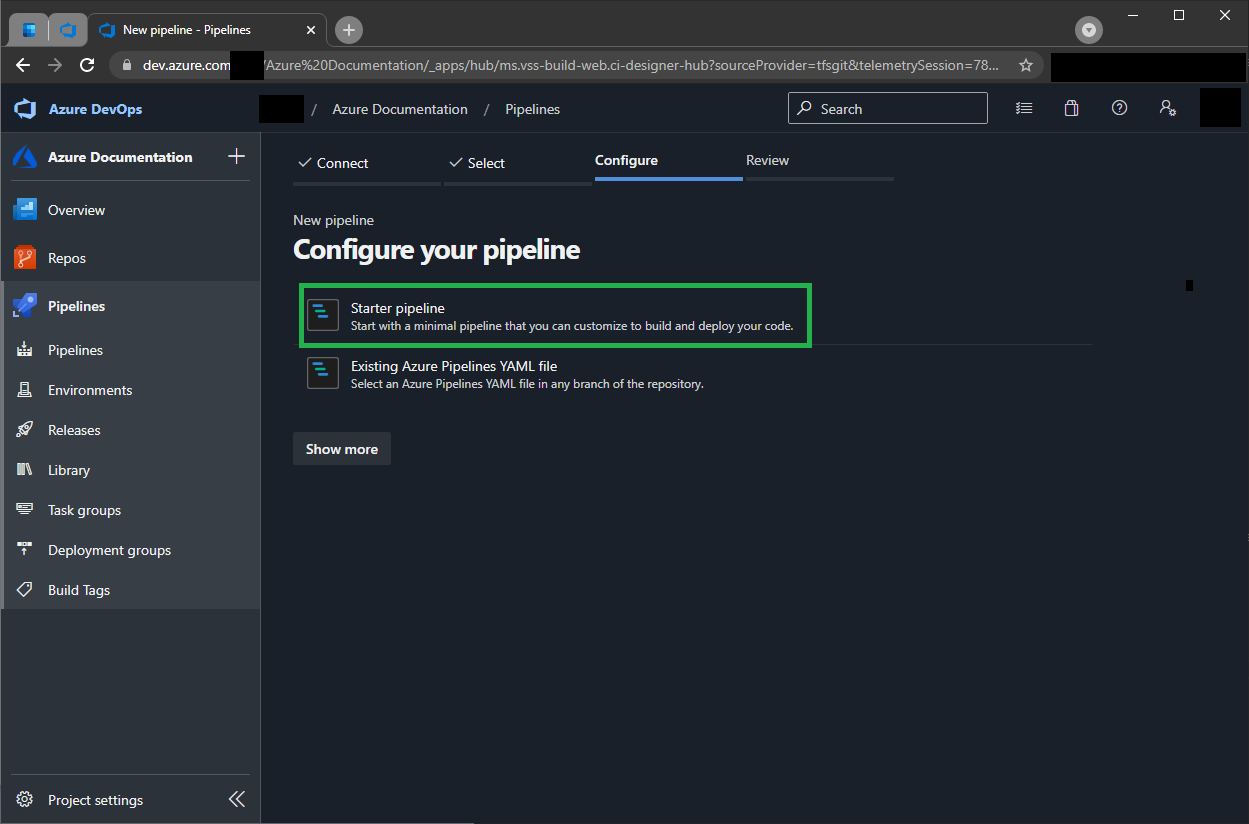 New pipeline - Pipelines
dev.azure.com
/Azure%20Documentation/_apps/hub/ms.vss-build-web.ci-designer-hub?sourceProvider=tfsgit&telemetrySession=78...
Azure DevOps
/ Azure Documentation / Pipelines
Search
Azure Documentation
Overview
Repos
Pipelines
Pipelines
Environments
Releases
Library
Task groups
Deployment groups
Build Tags
Project settings
Connect
Select
Configure
Review
New pipeline
Configure your pipeline
Starter pipeline
Start with a minimal pipeline that you can customize to build and deploy your code.
Existing Azure Pipelines YAML file
Select an Azure Pipelines YAML file in any branch of the repository.
Show more